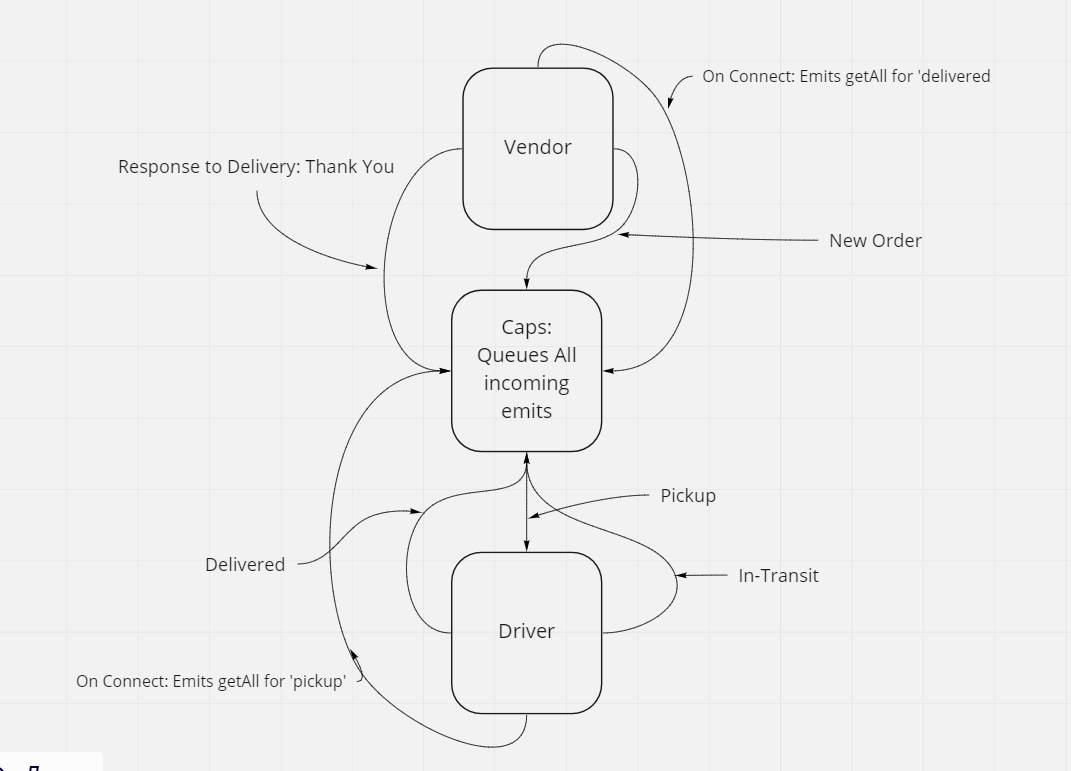 On Connect: Emits getAll for 'delivered
Vendor
Response to Delivery: Thank You
New Order
Caps:
Queues All
incoming
emits
Pickup
Delivered
In-Transit
Driver
On Connect: Emits getAll for 'pickup'